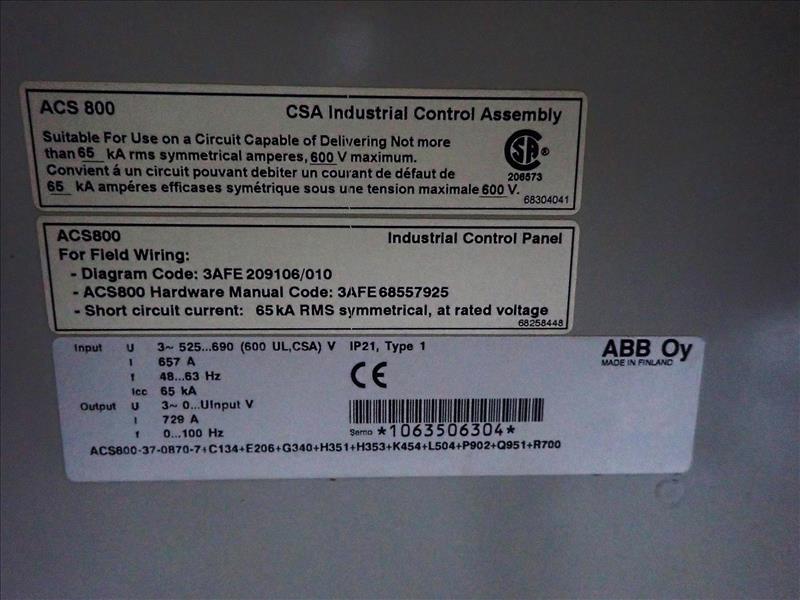 ACS 800 CSA Industrial Control Assembly
Suitable For Use on a Circuit Capable of Delivering Not more
than 65 kA rms symmetrical amperes, 600 V maximum.
Convient á un circuit pouvant debiter un courant de défaut de
65 kA ampéres efficases symétrique sous une tension maximale 600 V.
SA ®
206573
68304041
ACS800 Industrial Control Panel
For Field Wiring:
- Diagram Code: 3AFE 209106/010
- ACS800 Hardware Manual Code: 3AFE 68557925
- Short circuit current: 65 kA RMS symmetrical, at rated voltage
68258448
Input U 3~ 525...690 (600 UL,CSA) V IP21, Type 1
I 657 A
f 48...63 Hz
Icc 65 kA
Output U 3~ 0...UInput V
I 729 A
f 0...100 Hz
CE
ABB Oy
MADE IN FINLAND
Serno *1063506304*
ACS800-37-0870-7+C134+E206+G340+H351+H353+K454+L504+P902+Q951+R700